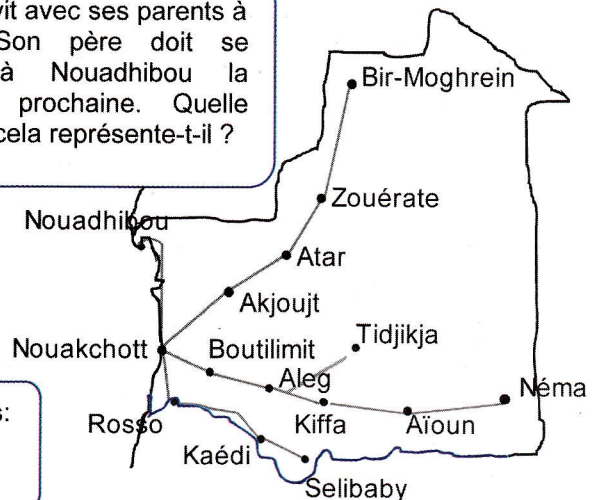 vit avec ses parents à
Son père doit se
à Nouadhibou la
prochaine. Quelle
cela représente-t-il ?
Bir-Moghrein
Zouérate
Nouadhibou
Atar
Akjoujt
Tidjikja
Nouakchott
Boutilimit
Aleg
Néma
s:
Rosso
Kiffa
Aïoun
Kaédi
Selibaby